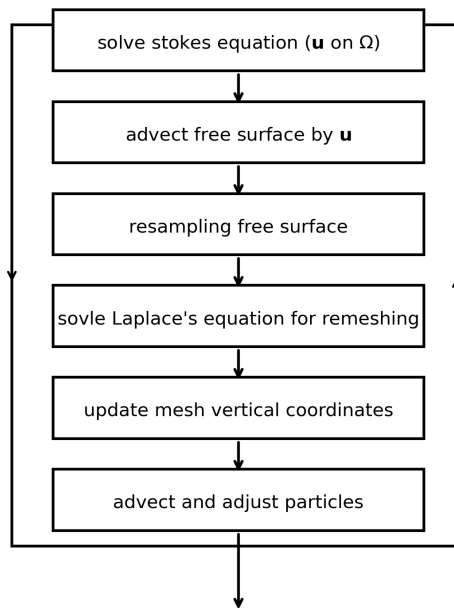 solve stokes equation (u on Ω)
advect free surface by u
resampling free surface
sovle Laplace's equation for remeshing
update mesh vertical coordinates
advect and adjust particles